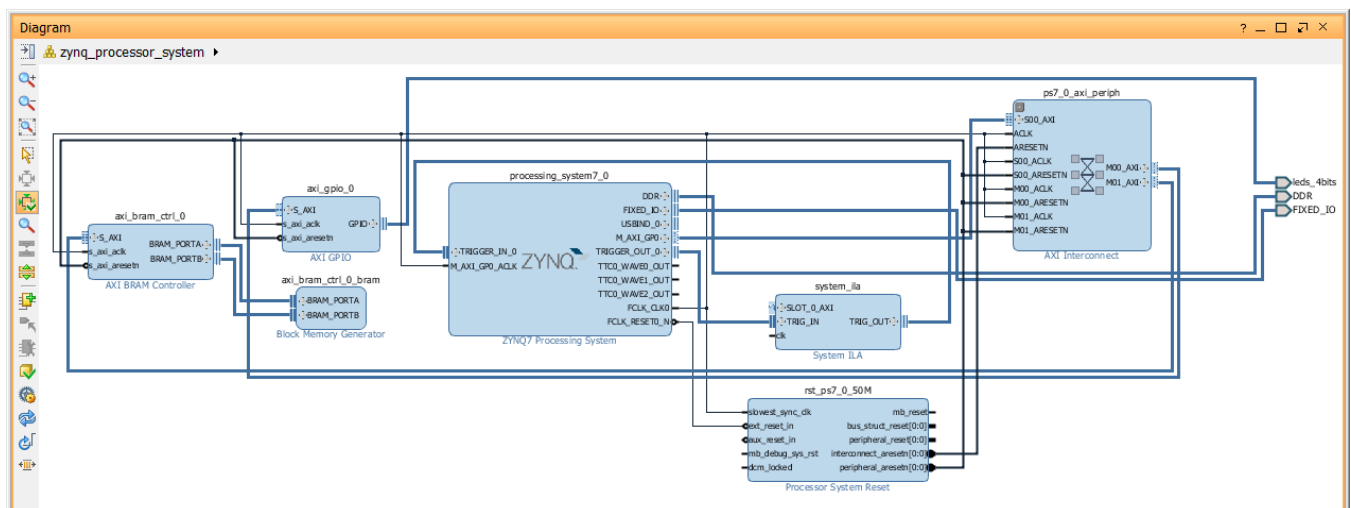 Diagram
? _ □ ×
zynq_processor_system
ps7_0_axi_periph
S00_AXI
ACLK
ARESETN
S00_ACLK
S00_ARESETN
M00_ACLK
M00_ARESETN
M01_ACLK
M01_ARESETN
M00_AXI
M01_AXI
AXI Interconnect
leds_4bits
DDR
FIXED_IO
processing_system7_0
TRIGGER_IN_0
M_AXI_GP0_ACLK
ZYNQ
DDR
FIXED_IO
USBIND_0
M_AXI_GP0
TRIGGER_OUT_0
TTC0_WAVE0_OUT
TTC0_WAVE1_OUT
TTC0_WAVE2_OUT
FCLK_CLK0
FCLK_RESET0_N
ZYNQ7 Processing System
axi_gpio_0
S_AXI
s_axi_aclk
s_axi_aresetn
GPIO
AXI GPIO
axi_bram_ctrl_0
S_AXI
s_axi_aclk
s_axi_aresetn
BRAM_PORTA
BRAM_PORTB
AXI BRAM Controller
axi_bram_ctrl_0_bram
BRAM_PORTA
BRAM_PORTB
Block Memory Generator
system_ila
SLOT_0_AXI
TRIG_IN
clk
TRIG_OUT
System ILA
rst_ps7_0_50M
slowest_sync_clk
ext_reset_in
aux_reset_in
mb_debug_sys_rst
dcm_locked
mb_reset
bus_struct_reset[0:0]
peripheral_reset[0:0]
interconnect_aresetn[0:0]
peripheral_aresetn[0:0]
Processor System Reset